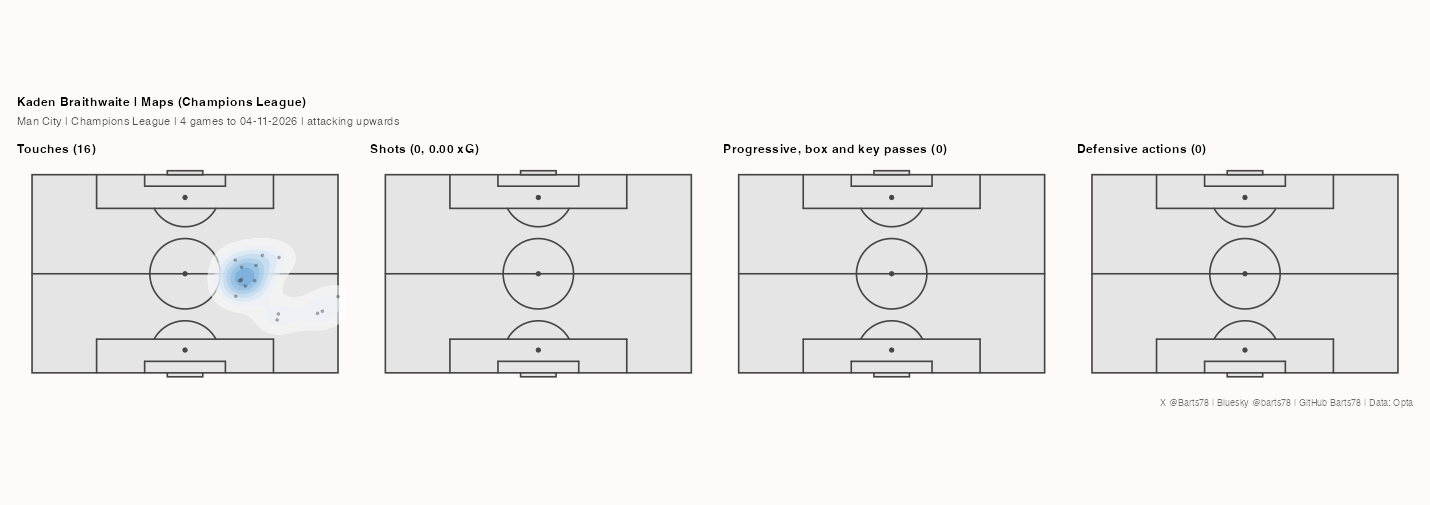 Kaden Braithwaite | Maps (Champions League)
Man City | Champions League | 4 games to 04-11-2026 | attacking upwards
Touches (16)
Shots (0, 0.00 xG)
Progressive, box and key passes (0)
Defensive actions (0)
X @Barts78 | Bluesky @barts78 | GitHub Barts78 | Data: Opta